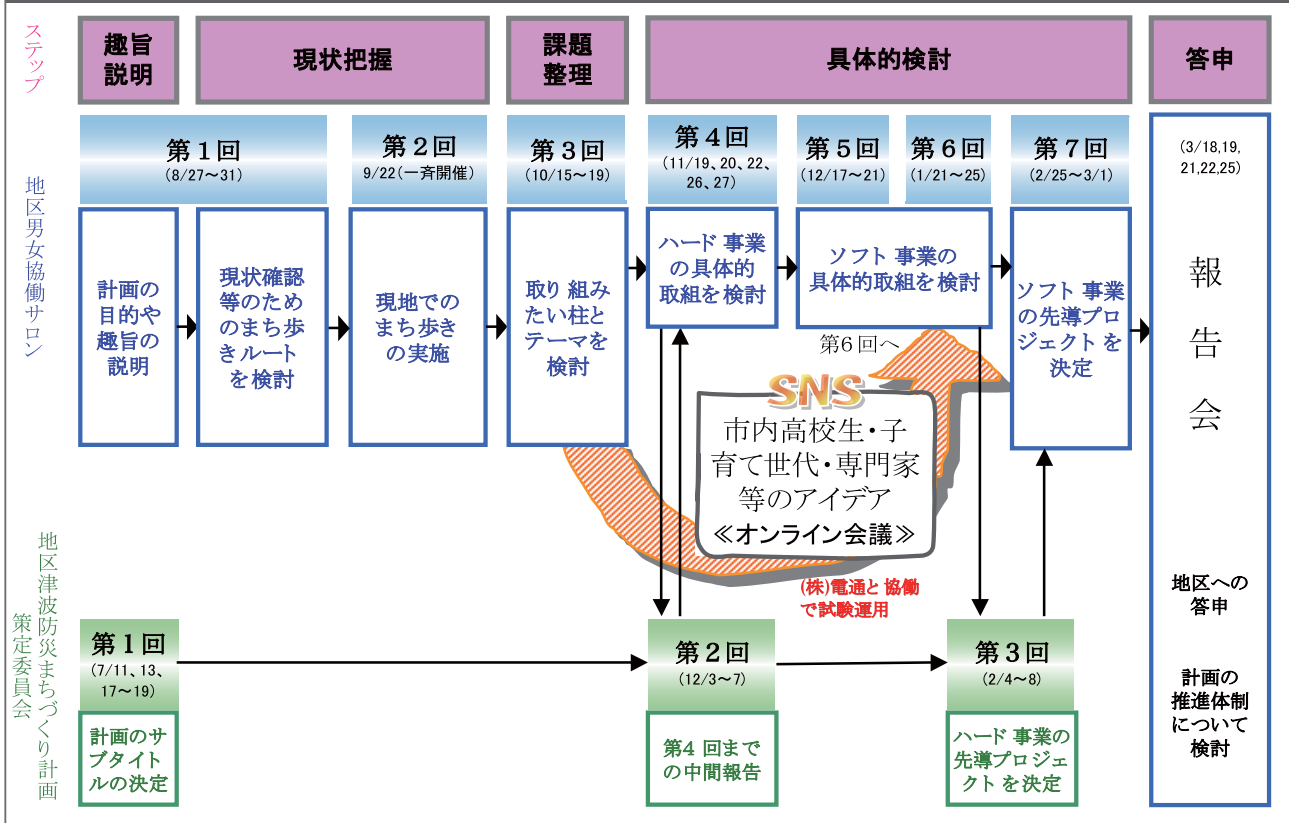 ステップ
趣旨
説明
現状把握
課題
整理
具体的検討
答申
地区男女協働サロン
第1回
(8/27～31)
第2回
9/22(一斉開催)
第3回
(10/15～19)
第4回
(11/19、20、22、
26、27)
第5回
(12/17～21)
第6回
(1/21～25)
第7回
(2/25～3/1)
(3/18,19,
21,22,25)
計画の
目的や
趣旨の
説明
現状確認
等のため
のまち歩
きルート
を検討
現地での
まち歩き
の実施
取り組み
たい柱と
テーマを
検討
ハード事業
の具体的
取組を検討
ソフト事業の
具体的取組を検討
ソフト事業
の先導プロ
ジェクトを
決定
報告会
第6回へ
SNS
市内高校生・子
育て世代・専門家
等のアイデア
≪オンライン会議≫
(株)電通と協働
で試験運用
地区津波防災まちづくり計画
策定委員会
第1回
(7/11、13、
17～19)
第2回
(12/3～7)
第3回
(2/4～8)
計画のサ
ブタイト
ルの決定
第4回まで
の中間報告
ハード事業の
先導プロジェ
クトを決定
地区への
答申
計画の
推進体制
について
検討